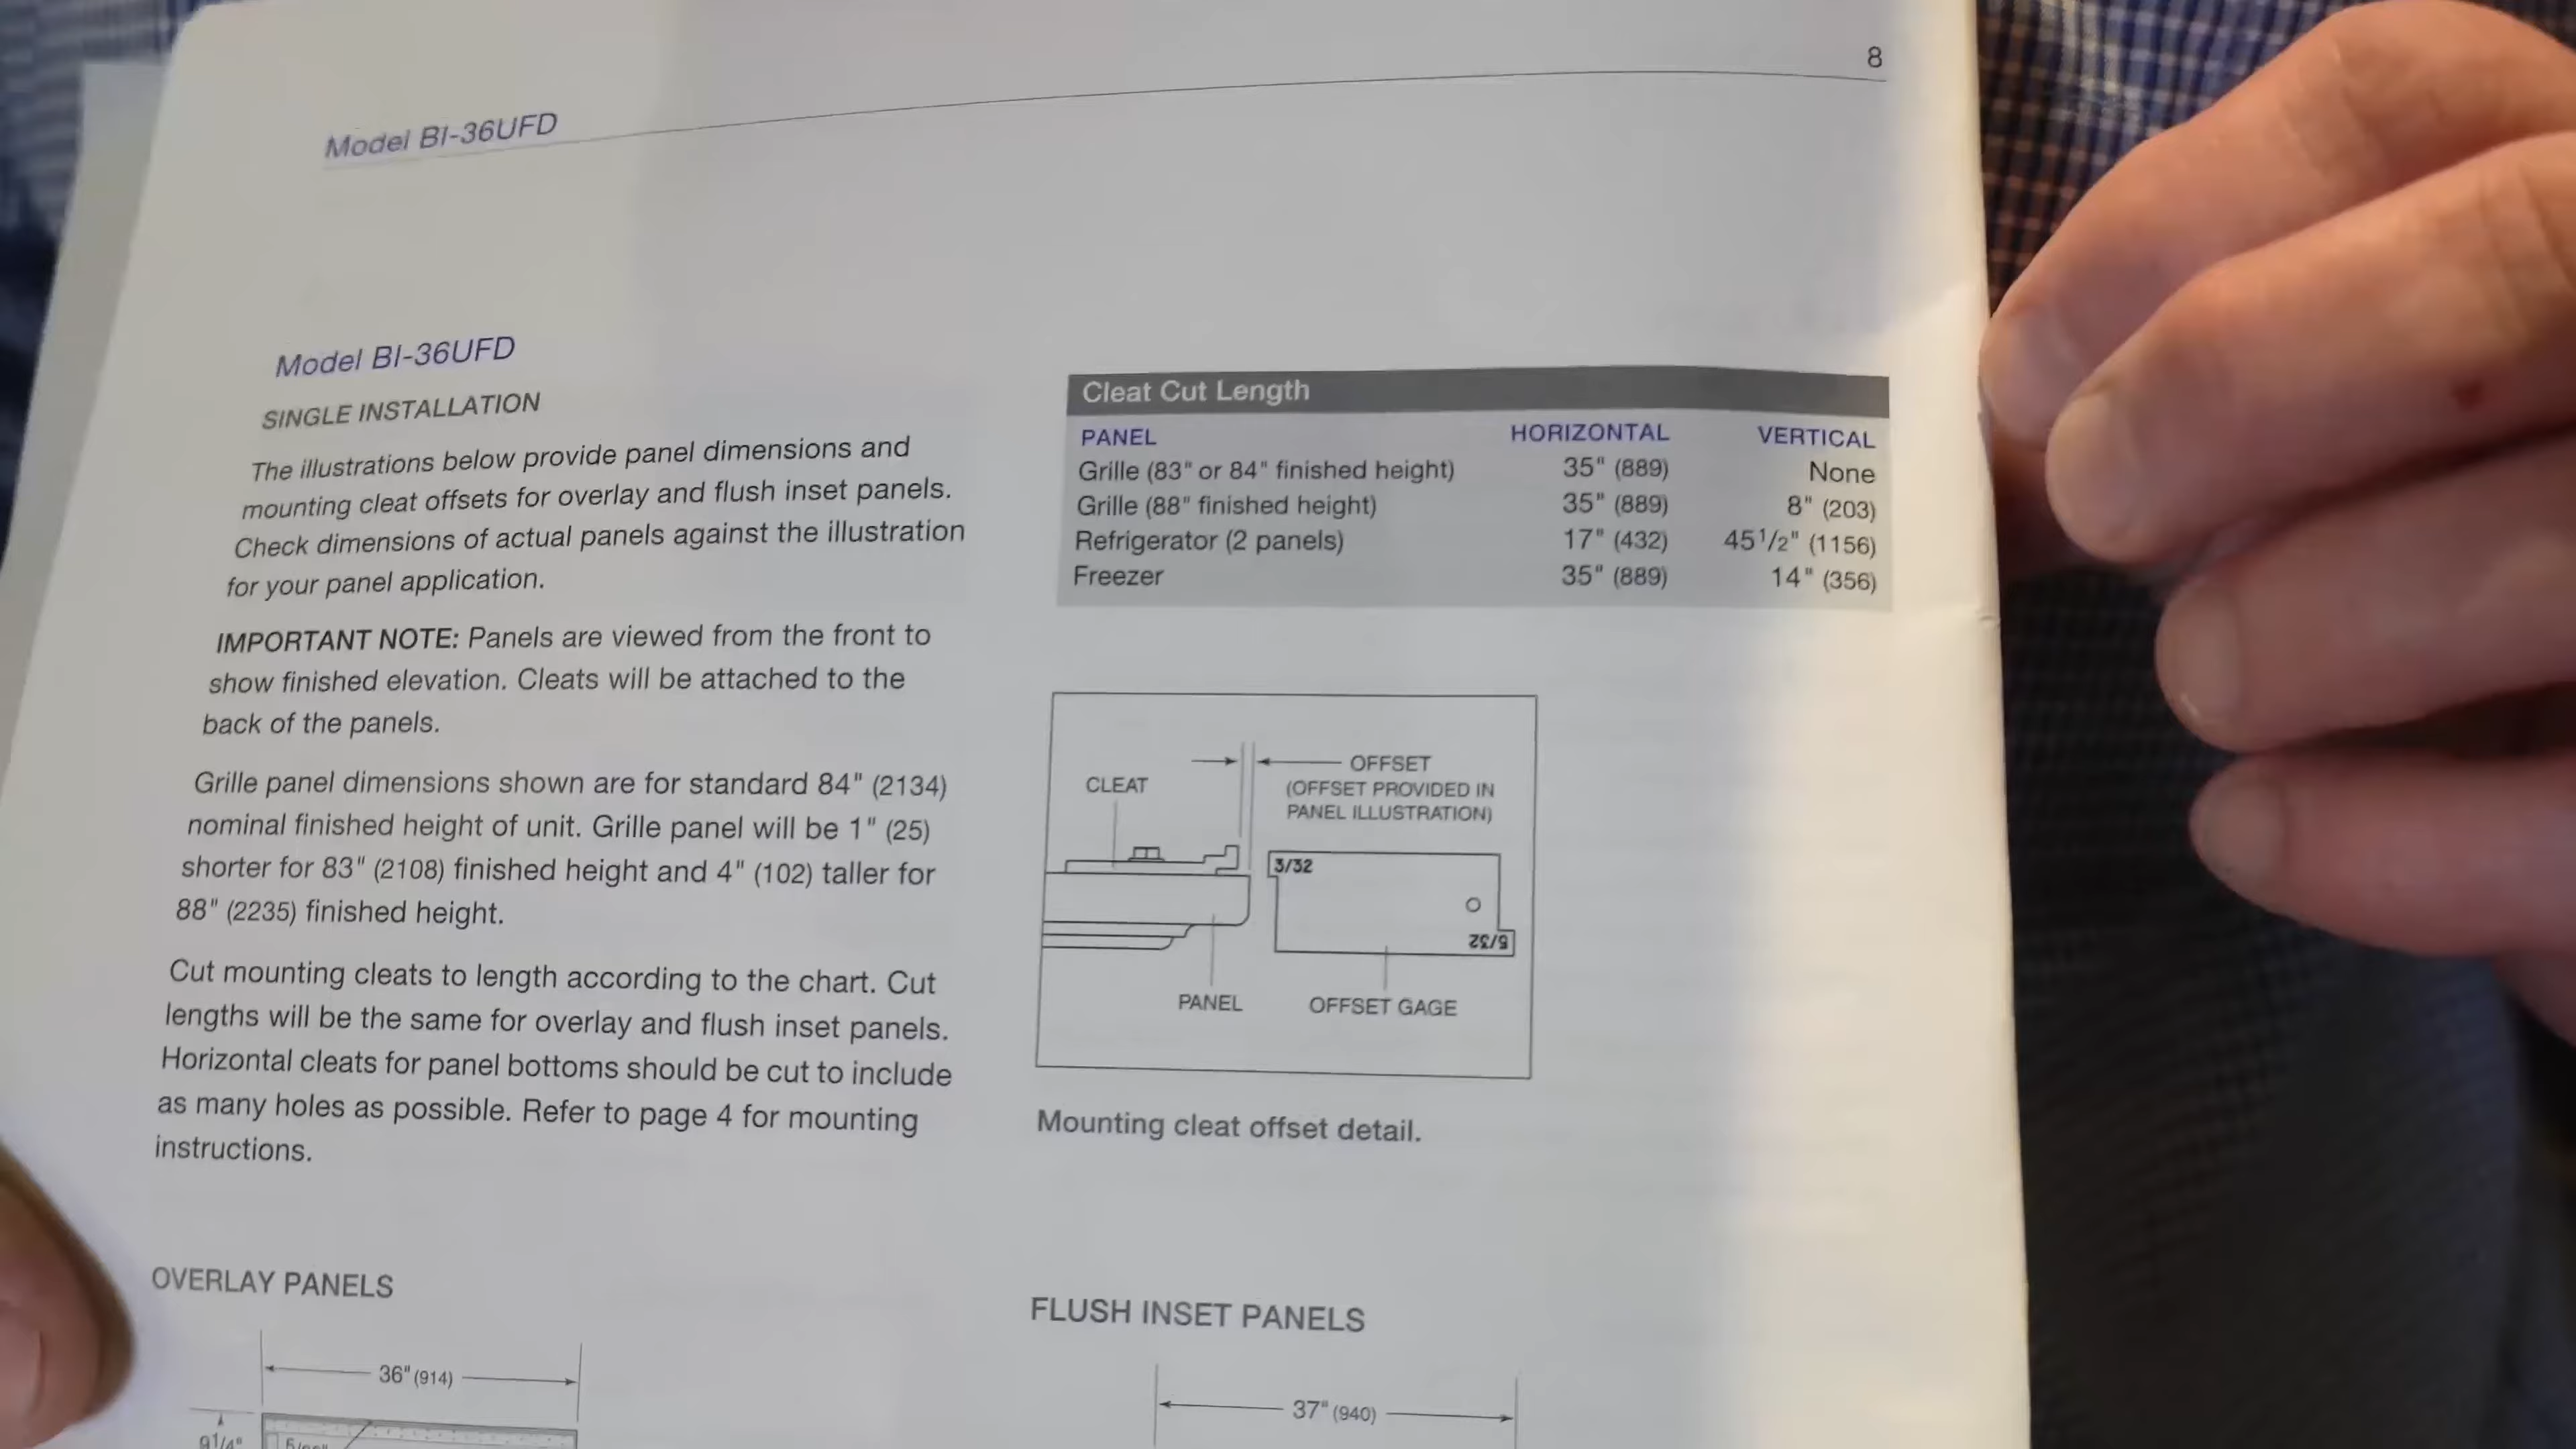 8
Model BI-36UFD
Model BI-36UFD
SINGLE INSTALLATION
The illustrations below provide panel dimensions and
mounting cleat offsets for overlay and flush inset panels.
Check dimensions of actual panels against the illustration
for your panel application.
IMPORTANT NOTE: Panels are viewed from the front to
show finished elevation. Cleats will be attached to the
back of the panels.
Grille panel dimensions shown are for standard 84" (2134)
nominal finished height of unit. Grille panel will be 1" (25)
shorter for 83" (2108) finished height and 4" (102) taller for
88" (2235) finished height.
Cut mounting cleats to length according to the chart. Cut
lengths will be the same for overlay and flush inset panels.
Horizontal cleats for panel bottoms should be cut to include
as many holes as possible. Refer to page 4 for mounting
instructions.
Cleat Cut Length
PANEL HORIZONTAL VERTICAL
Grille (83" or 84" finished height) 35" (889) None
Grille (88" finished height) 35" (889) 8" (203)
Refrigerator (2 panels) 17" (432) 45 1/2" (1156)
Freezer 35" (889) 14" (356)
OFFSET
CLEAT
(OFFSET PROVIDED IN
PANEL ILLUSTRATION)
3/32
5/32
PANEL
OFFSET GAGE
Mounting cleat offset detail.
OVERLAY PANELS
36" (914)
9 1/4"
FLUSH INSET PANELS
37" (940)